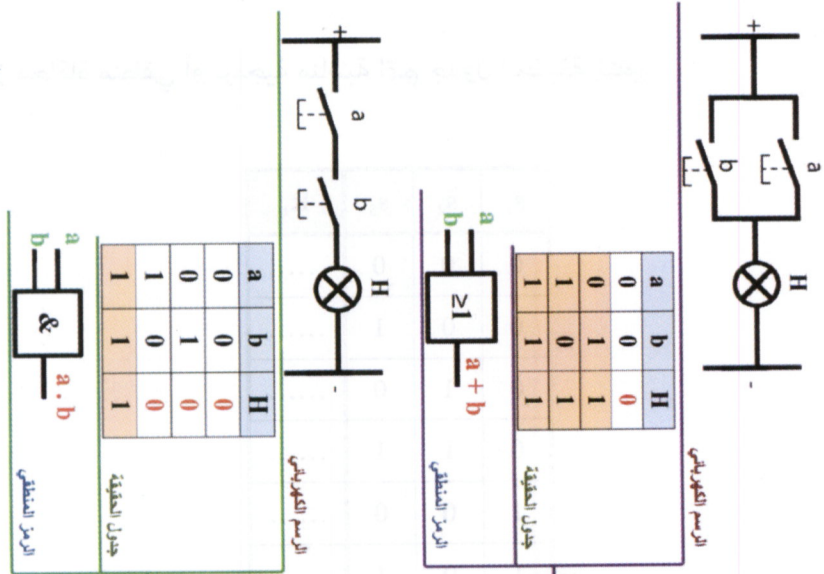 a
+ b H -
الرسم الكهربائي
a b H
0 0 0
0 1 1
1 0 1
1 1 1
جدول الحقيقة
a
b ≥1 a + b
الرمز المنطقي
+ a b H -
الرسم الكهربائي
a b H
0 0 0
0 1 0
1 0 0
1 1 1
جدول الحقيقة
a
b & a . b
الرمز المنطقي